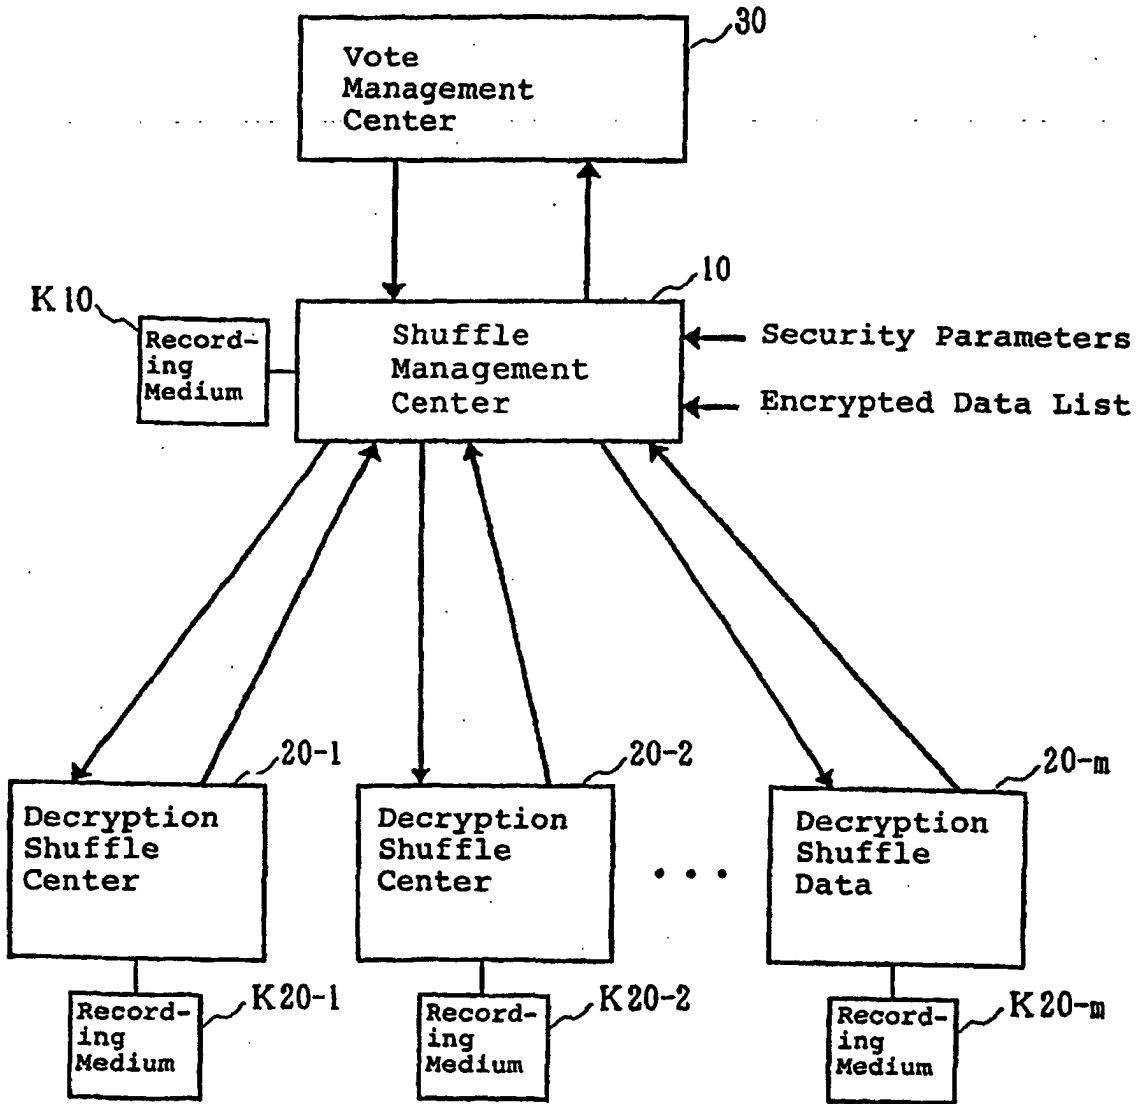 30
Vote
Management
Center
10
K10
Record-
ing
Medium
Shuffle
Management
Center
Security Parameters
Encrypted Data List
20-1
20-2
20-m
Decryption
Shuffle
Center
Decryption
Shuffle
Center
Decryption
Shuffle
Data
K20-1
K20-2
K20-m
Record-
ing
Medium
Record-
ing
Medium
Record-
ing
Medium